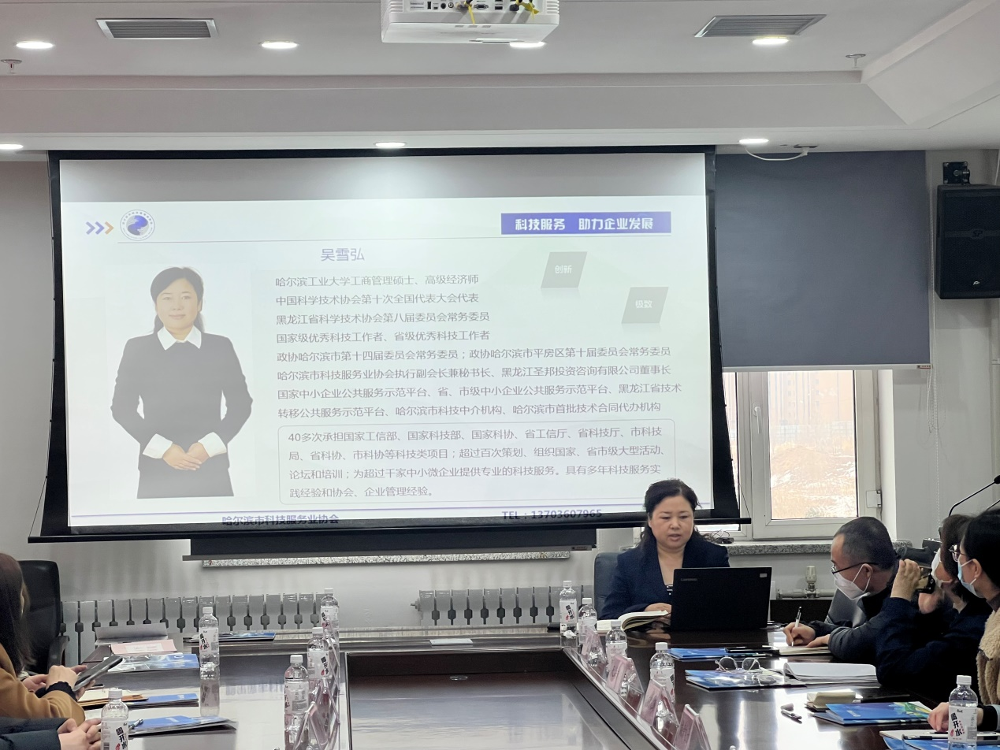 科技服务 助力企业发展
吴雪弘
创新
极致
哈尔滨工业大学工商管理硕士、高级经济师
中国科学技术协会第十次全国代表大会代表
黑龙江省科学技术协会第八届委员会常务委员
国家级优秀科技工作者、省级优秀科技工作者
政协哈尔滨市第十四届委员会常务委员；政协哈尔滨市平房区第十届委员会常务委员
哈尔滨市科技服务业协会执行副会长兼秘书长、黑龙江圣邦投资咨询有限公司董事长
国家中小企业公共服务示范平台、省、市级中小企业公共服务示范平台、黑龙江省技术
转移公共服务示范平台、哈尔滨市科技中介机构、哈尔滨市首批技术合同代办机构
40多次承担国家工信部、国家科技部、国家科协、省工信厅、省科技厅、市科技
局、省科协、市科协等科技类项目；超过百次策划、组织国家、省市级大型活动、
论坛和培训；为超过千家中小微企业提供专业的科技服务。具有多年科技服务实
践经验和协会、企业管理经验。
哈尔滨市科技服务业协会
TEL：13703607965
Lenovo
凉开水
凉开水